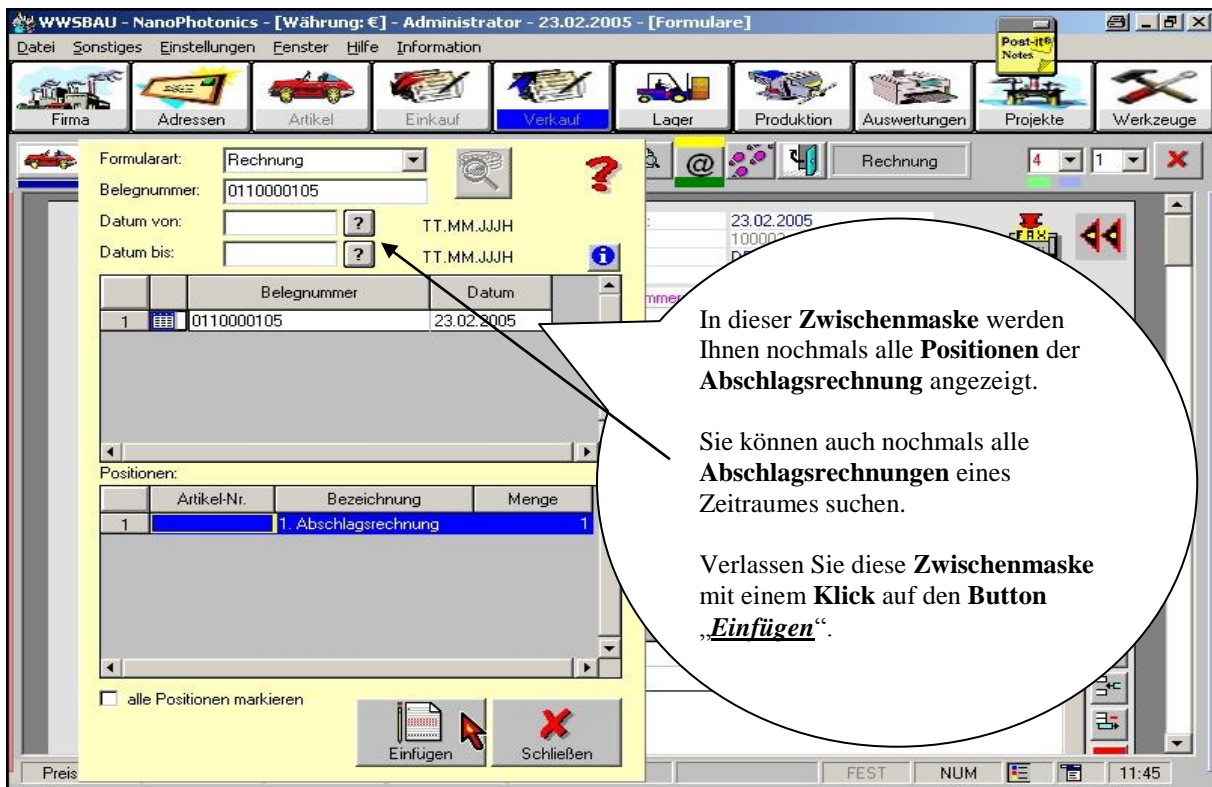 WWSBAU - NanoPhotonics - [Währung: €] - Administrator - 23.02.2005 - [Formulare]
Datei Sonstiges Einstellungen Fenster Hilfe Information
Post-it® Notes
Firma Adressen Artikel Einkauf Verkauf Lager Produktion Auswertungen Projekte Werkzeuge
Formularart: Rechnung
@ Rechnung 4 1
Belegnummer: 0110000105
Datum von: ? TT.MM.JJJH
Datum bis: ? TT.MM.JJJH
23.02.2005
FAX
Belegnummer Datum
1 0110000105 23.02.2005
In dieser Zwischenmaske werden
Ihnen nochmals alle Positionen der
Abschlagsrechnung angezeigt.
Sie können auch nochmals alle
Abschlagsrechnungen eines
Zeitraumes suchen.
Verlassen Sie diese Zwischenmaske
mit einem Klick auf den Button
„Einfügen“.
Positionen:
Artikel-Nr. Bezeichnung Menge
1 1. Abschlagsrechnung 1
alle Positionen markieren
Einfügen Schließen
Preis FEST NUM 11:45